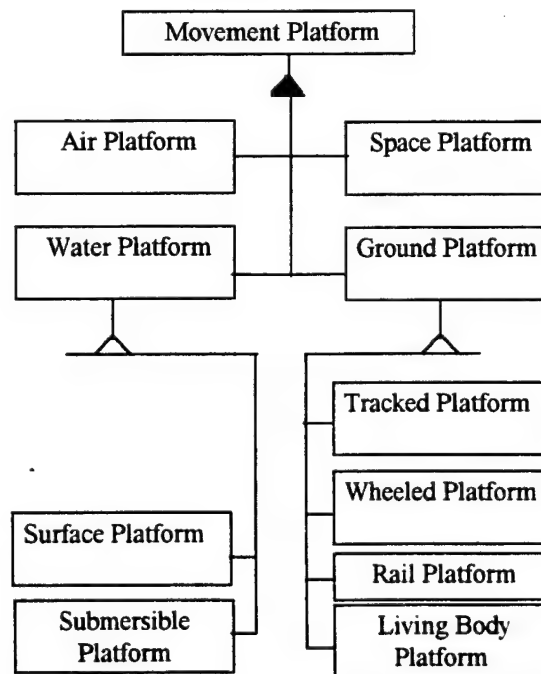 Movement Platform
Air Platform
Space Platform
Water Platform
Ground Platform
Tracked Platform
Wheeled Platform
Surface Platform
Rail Platform
Submersible
Platform
Living Body
Platform